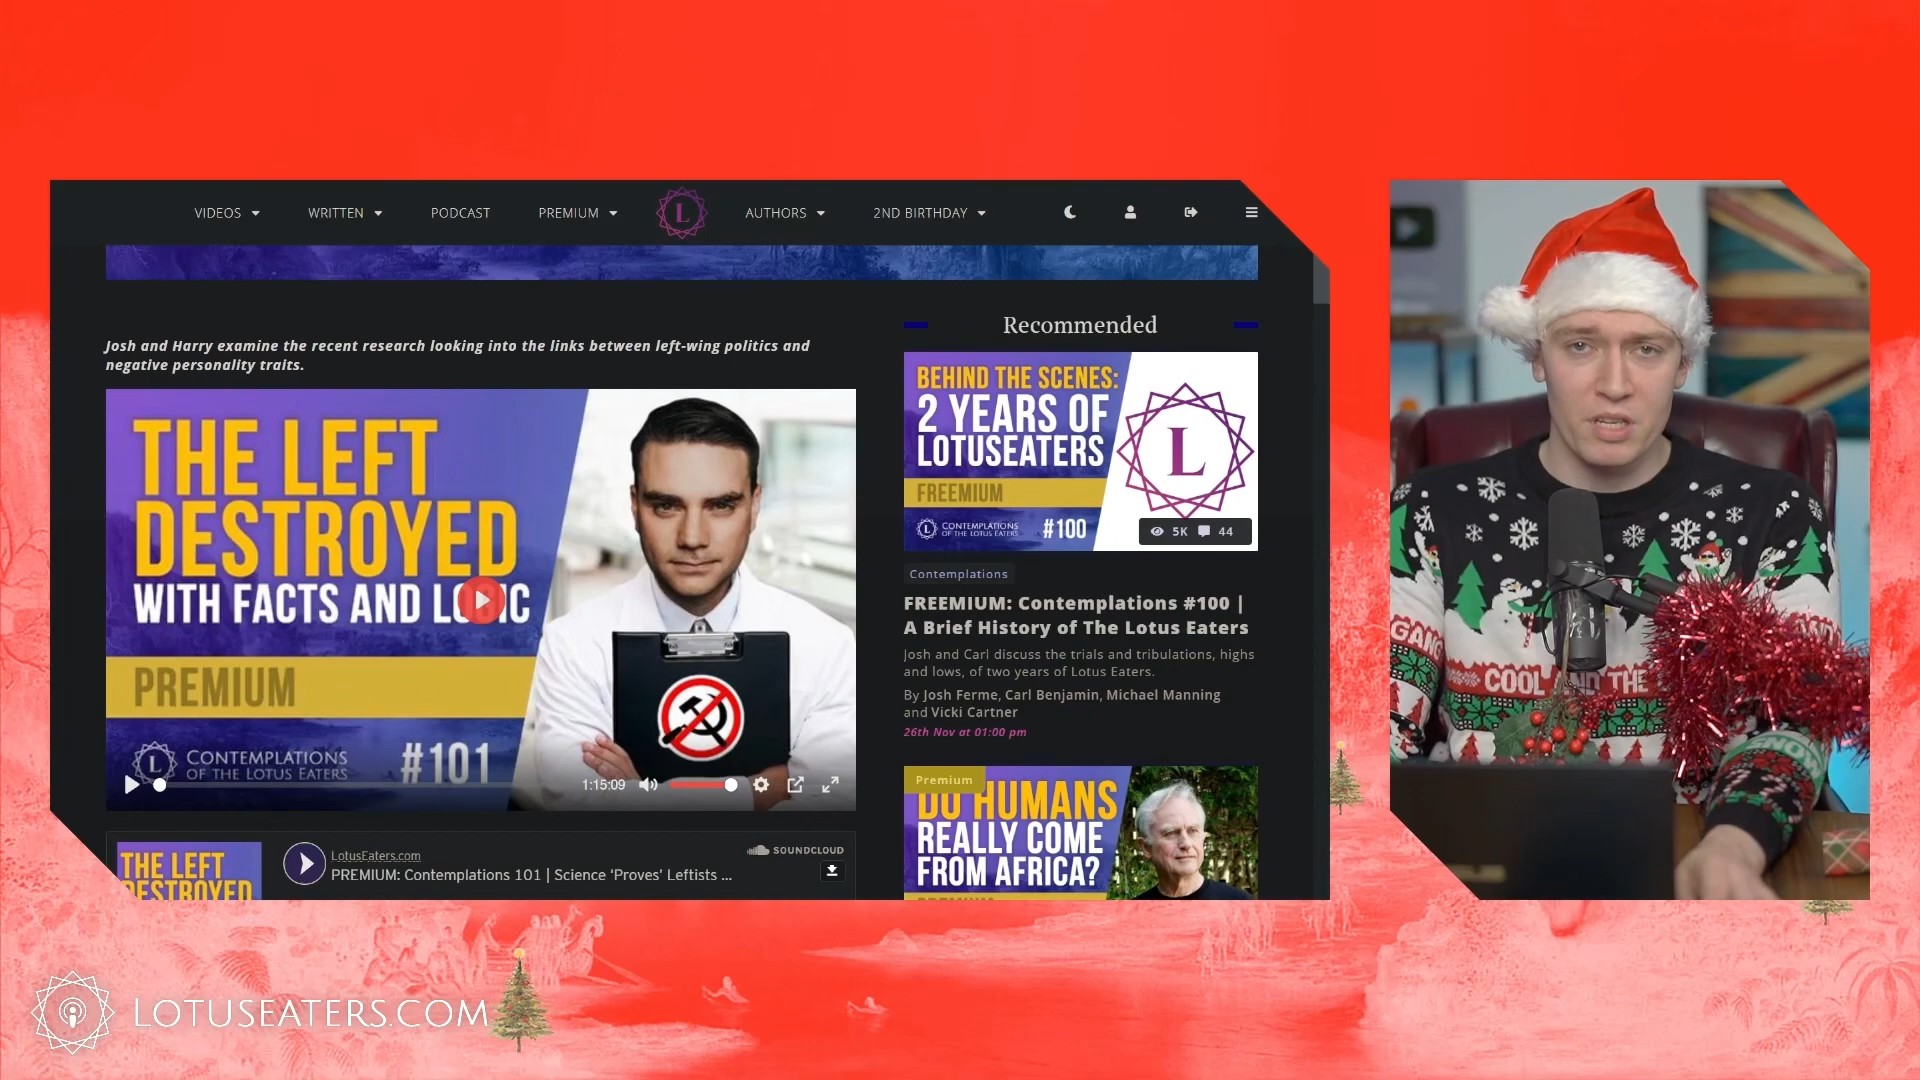 VIDEOS
WRITTEN
PODCAST
PREMIUM
L
AUTHORS
2ND BIRTHDAY
Josh and Harry examine the recent research looking into the links between left-wing politics and
negative personality traits.
THE LEFT
DESTROYED
WITH FACTS AND
PREMIUM
L
CONTEMPLATIONS
OF THE LOTUS EATERS
#101
1:15:09
THE LEFT
DESTROYED
LotusEaters.com
PREMIUM: Contemplations 101 | Science 'Proves' Leftists ...
SOUNDCLOUD
Recommended
BEHIND THE SCENES:
2 YEARS OF
LOTUSEATERS
FREEMIUM
L
CONTEMPLATIONS
OF THE LOTUS EATERS
#100
L
5K 44
Contemplations
FREEMIUM: Contemplations #100 |
A Brief History of The Lotus Eaters
Josh and Carl discuss the trials and tribulations, highs
and lows, of two years of Lotus Eaters.
By Josh Ferme, Carl Benjamin, Michael Manning
and Vicki Cartner
26th Nov at 01:00 pm
Premium
DO HUMANS
REALLY COME
FROM AFRICA?
GANG
COOL THE
LOTUSEATERS.COM